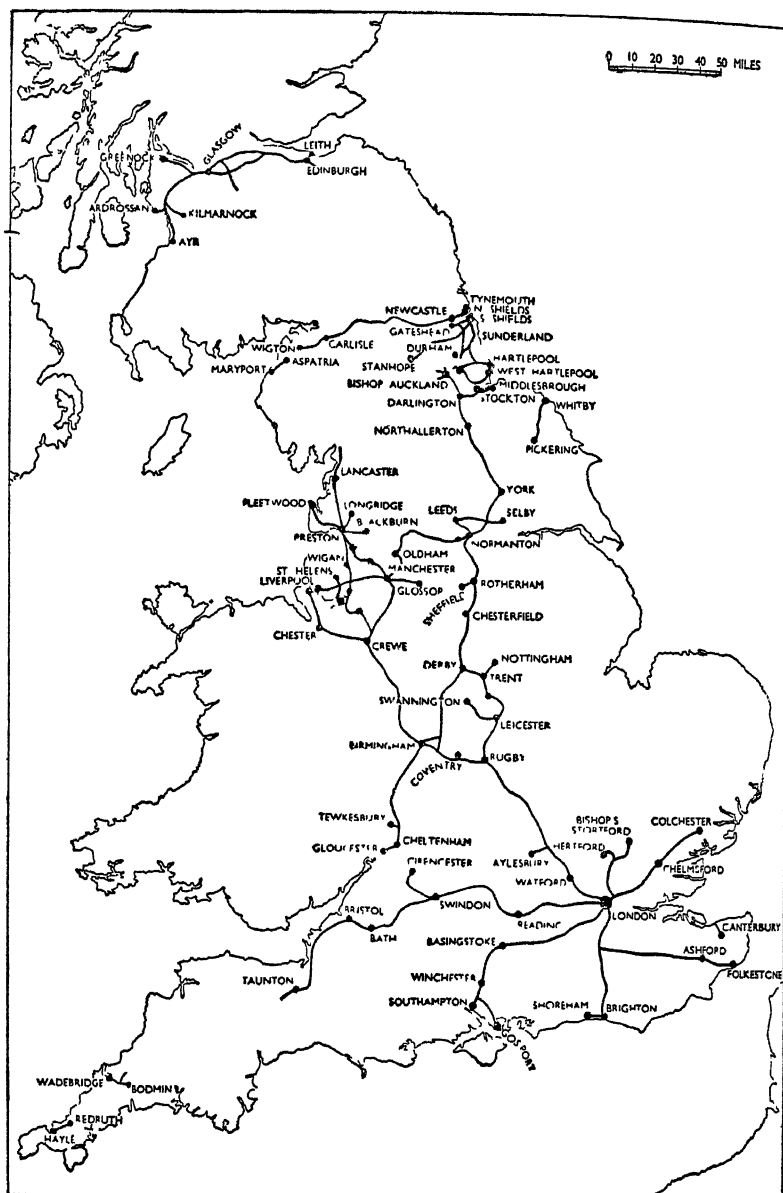 0 10 20 30 40 50 MILES
GLASGOW
LEITH
GREENOCK
EDINBURGH
ARDROSSAN
KILMARNOCK
AYR
TYNEMOUTH
NEWCASTLE
N SHIELDS
S SHIELDS
GATESHEAD
SUNDERLAND
CARLISLE
DURHAM
WIGTON
HARTLEPOOL
ASPATRIA
STANHOPE
WEST HARTLEPOOL
MARYPORT
BISHOP AUCKLAND
MIDDLESBROUGH
STOCKTON
DARLINGTON
WHITBY
NORTHALLERTON
PICKERING
LANCASTER
YORK
FLEETWOOD
LONGRIDGE
LEEDS
SELBY
BLACKBURN
PRESTON
NORMANTON
OLDHAM
WIGAN
MANCHESTER
ST HELENS
ROTHERHAM
LIVERPOOL
GLOSSOP
SHEFFIELD
CHESTERFIELD
CHESTER
CREWE
NOTTINGHAM
DERBY
TRENT
SWANNINGTON
LEICESTER
BIRMINGHAM
COVENTRY
RUGBY
TEWKESBURY
BISHOP'S
STORTFORD
COLCHESTER
CHELTENHAM
HERTFORD
GLOUCESTER
AYLESBURY
CHELMSFORD
CIRENCESTER
WATFORD
SWINDON
LONDON
BRISTOL
READING
CANTERBURY
BATH
BASINGSTOKE
ASHFORD
TAUNTON
WINCHESTER
FOLKESTONE
SOUTHAMPTON
SHOREHAM
BRIGHTON
GOSPORT
WADEBRIDGE
BODMIN
REDRUTH
HAYLE